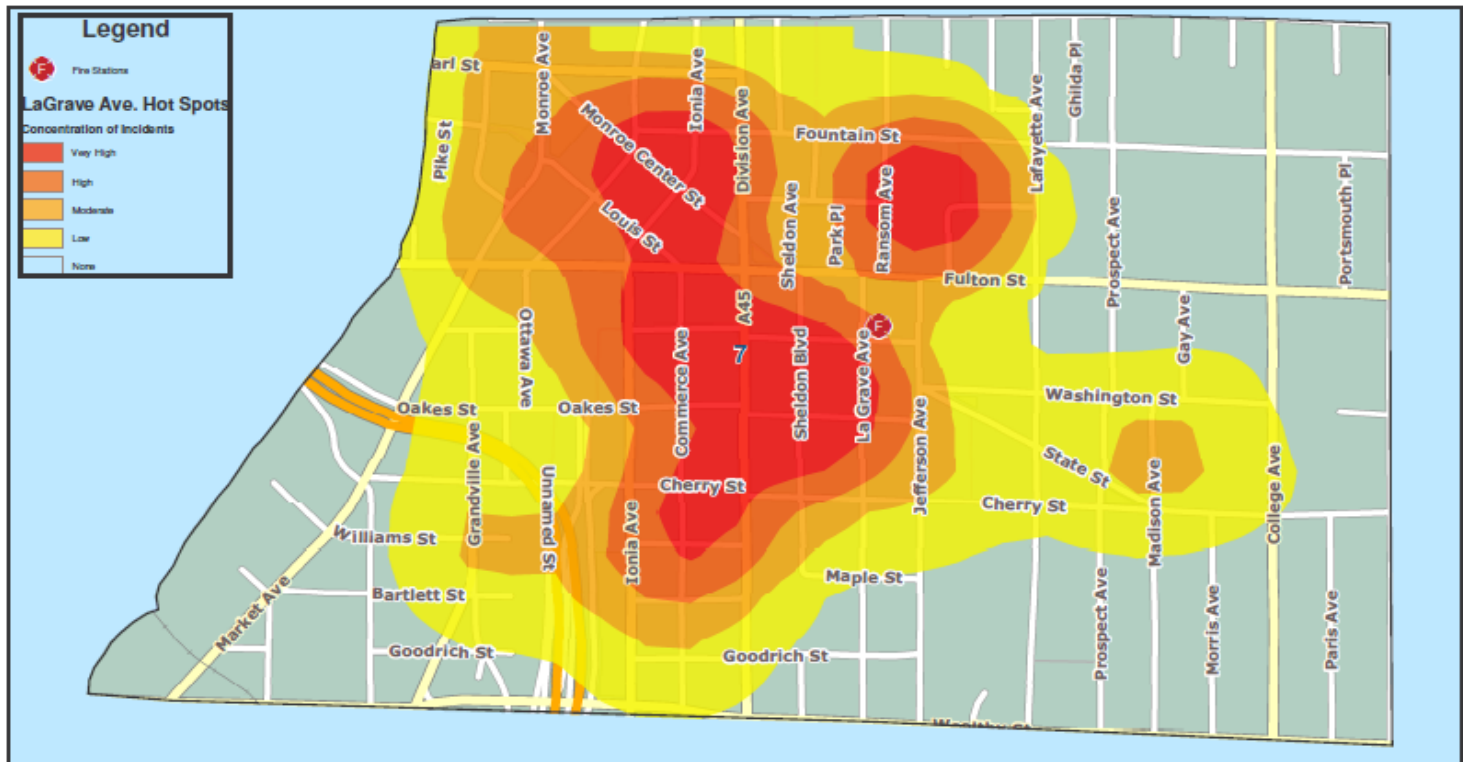 Legend
F
Fire Stations
LaGrave Ave. Hot Spots
Concentration of Incidents
Very High
High
Moderate
Low
None
arl St
Monroe Ave
Ionia Ave
Division Ave
Monroe Center St
Fountain St
Lafayette Ave
Ghilda Pl
Pike St
Louis St
Sheldon Ave
Park Pl
Ransom Ave
Prospect Ave
Portsmouth Pl
Fulton St
A45
F
7
Ottawa Ave
Commerce Ave
Sheldon Blvd
La Grave Ave
Gay Ave
Oakes St
Oakes St
Washington St
Jefferson Ave
State St
Grandville Ave
Unnamed St
Cherry St
Cherry St
Madison Ave
College Ave
Williams St
Ionia Ave
Maple St
Bartlett St
Market Ave
Prospect Ave
Morris Ave
Paris Ave
Goodrich St
Goodrich St